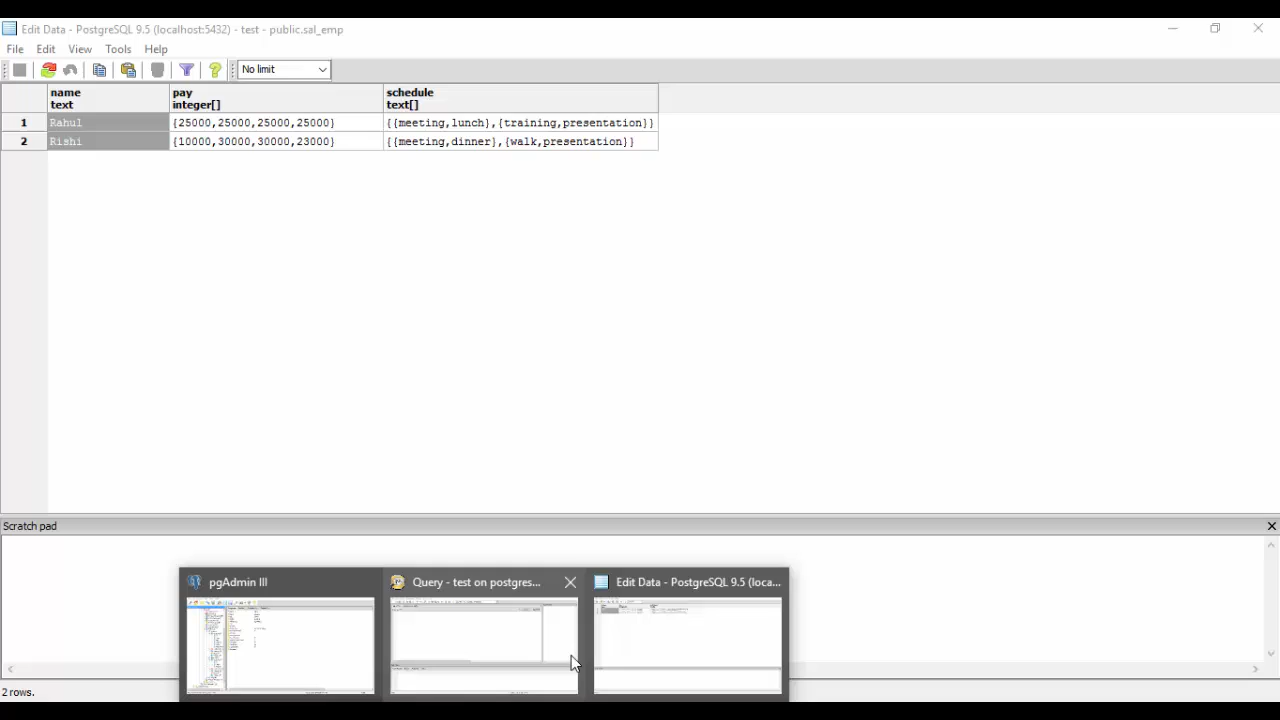 Edit Data - PostgreSQL 9.5 (localhost:5432) - test - public.sal_emp
File Edit View Tools Help
No limit
name pay schedule
text integer[] text[]
1 Rahul {25000,25000,25000,25000} {{meeting,lunch},{training,presentation}}
2 Rishi {10000,30000,30000,23000} {{meeting,dinner},{walk,presentation}}
Scratch pad
pgAdmin III Query - test on postgres... Edit Data - PostgreSQL 9.5 (loca...
2 rows.